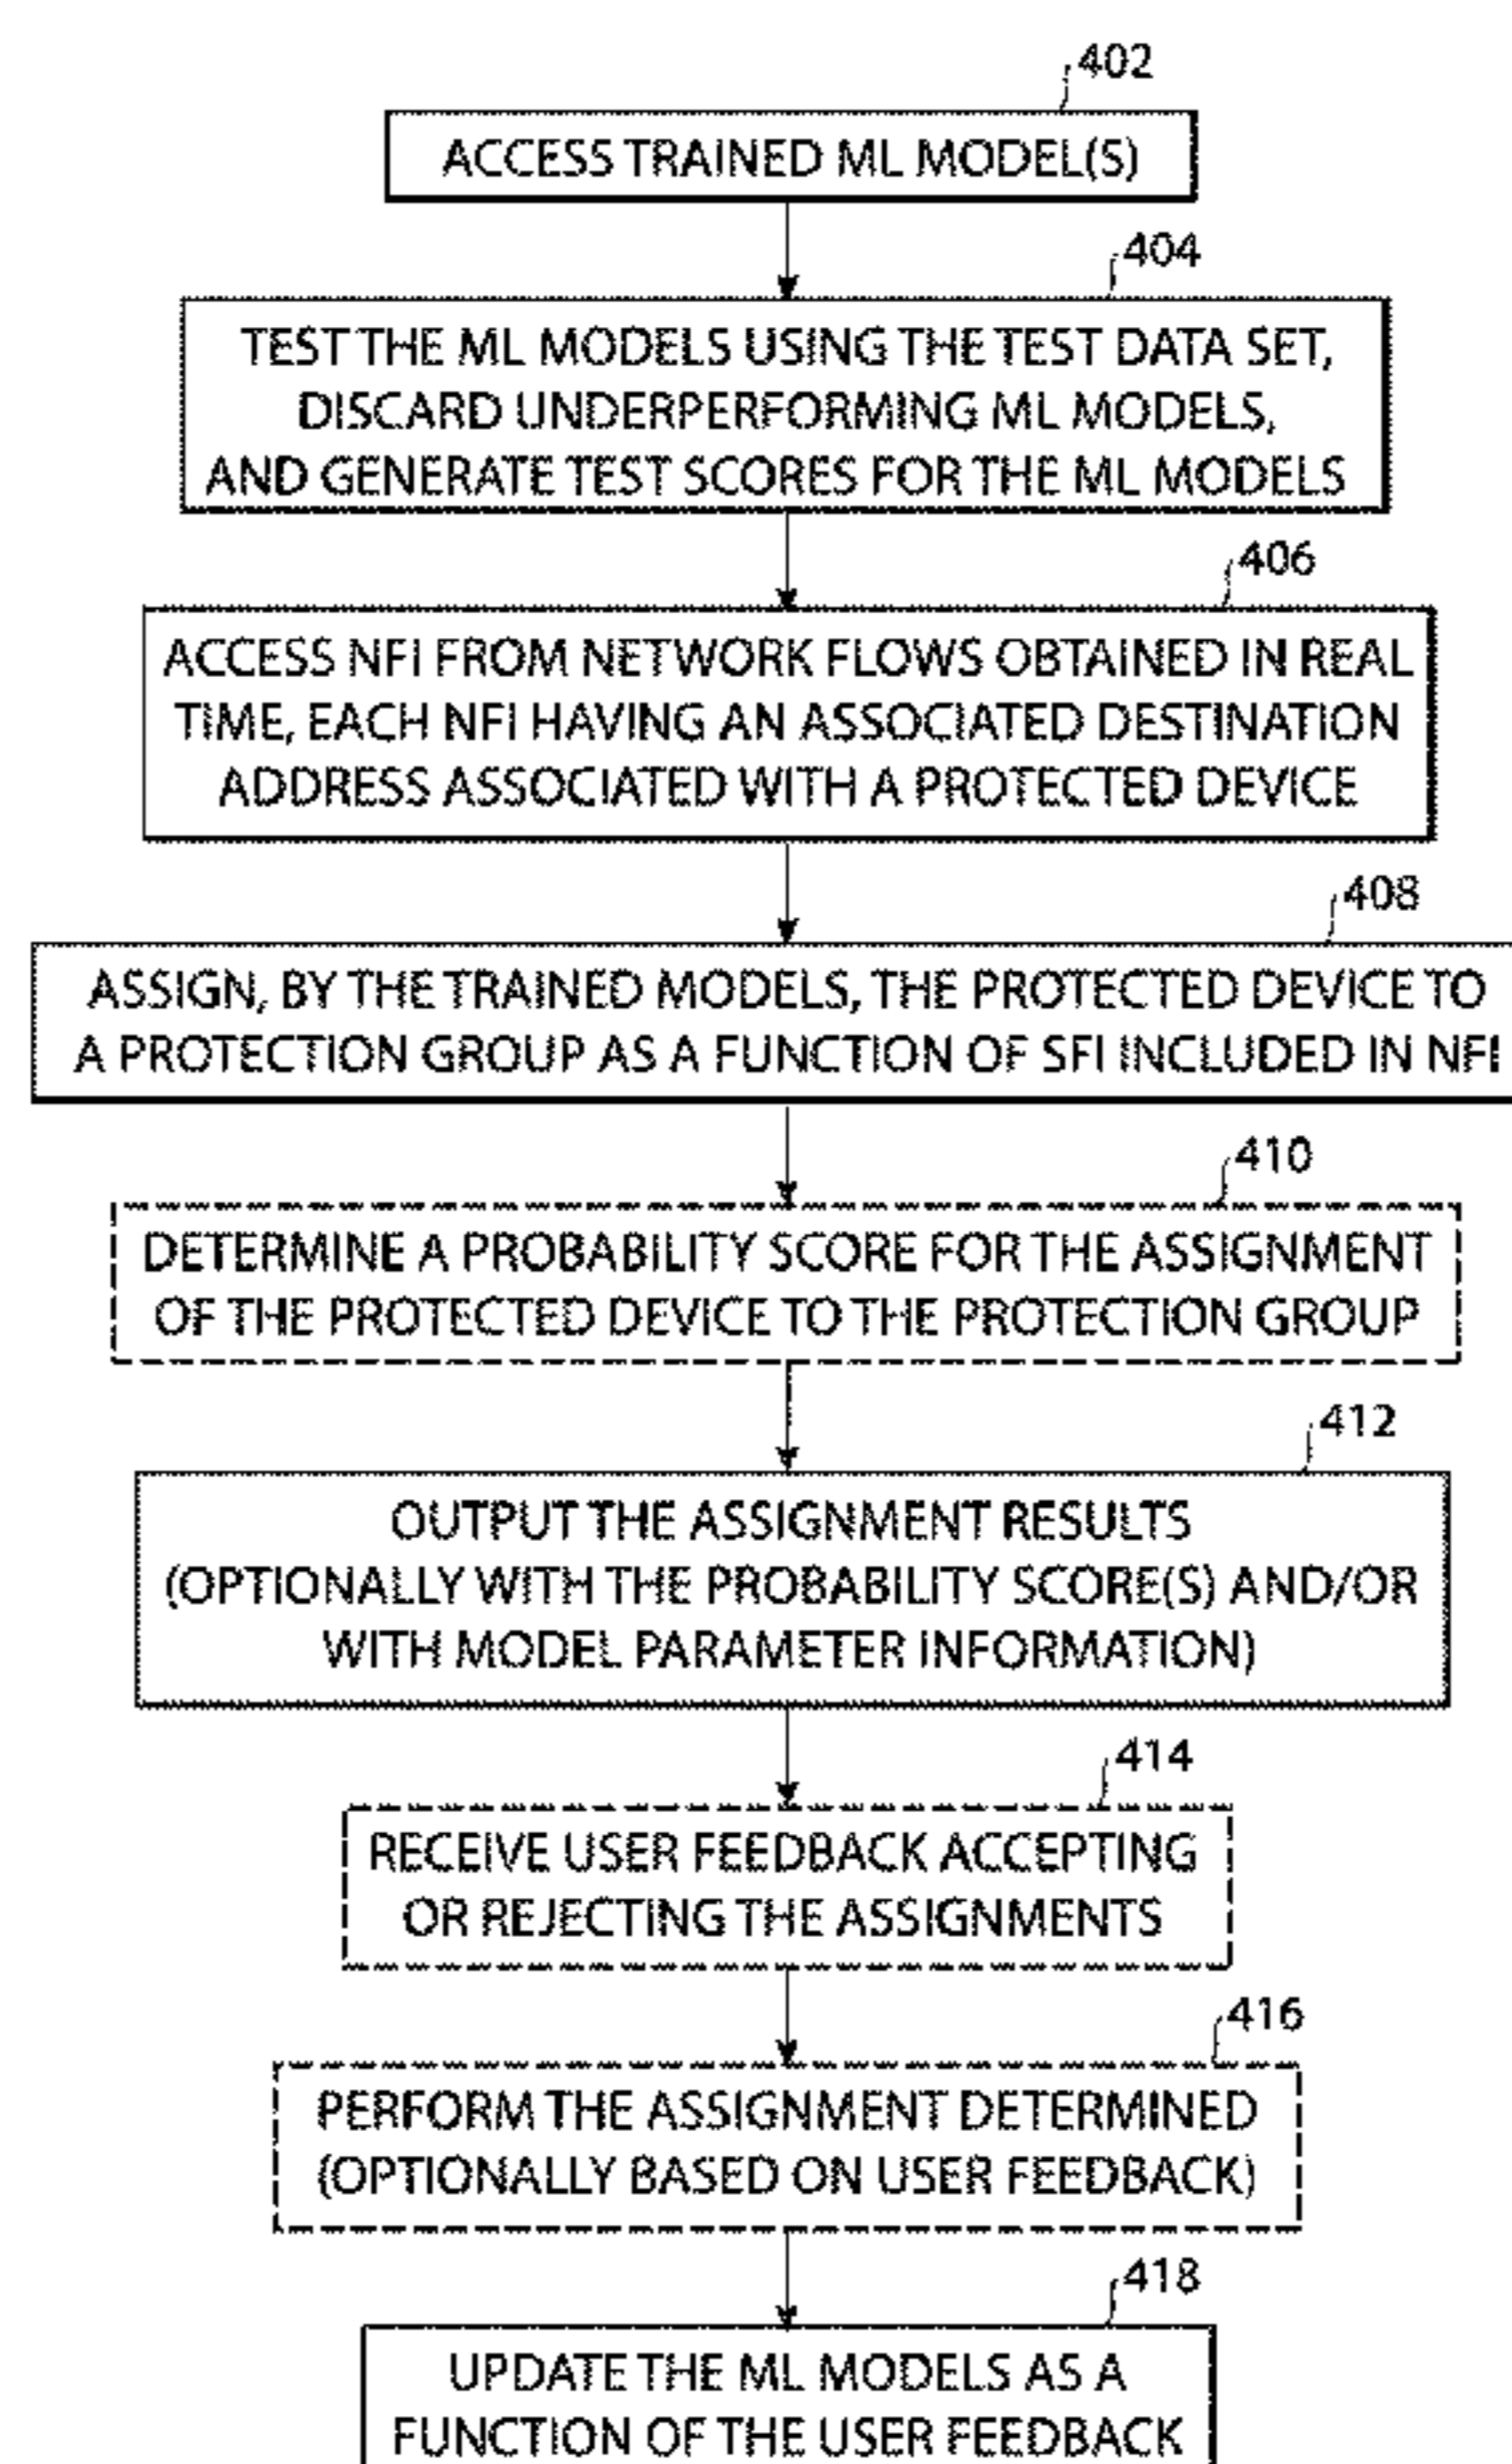 402
ACCESS TRAINED ML MODEL(S)
404
TEST THE ML MODELS USING THE TEST DATA SET,
DISCARD UNDERPERFORMING ML MODELS,
AND GENERATE TEST SCORES FOR THE ML MODELS
406
ACCESS NFI FROM NETWORK FLOWS OBTAINED IN REAL
TIME, EACH NFI HAVING AN ASSOCIATED DESTINATION
ADDRESS ASSOCIATED WITH A PROTECTED DEVICE
408
ASSIGN, BY THE TRAINED MODELS, THE PROTECTED DEVICE TO
A PROTECTION GROUP AS A FUNCTION OF SFI INCLUDED IN NFI
410
DETERMINE A PROBABILITY SCORE FOR THE ASSIGNMENT
OF THE PROTECTED DEVICE TO THE PROTECTION GROUP
412
OUTPUT THE ASSIGNMENT RESULTS
(OPTIONALLY WITH THE PROBABILITY SCORE(S) AND/OR
WITH MODEL PARAMETER INFORMATION)
414
RECEIVE USER FEEDBACK ACCEPTING
OR REJECTING THE ASSIGNMENTS
416
PERFORM THE ASSIGNMENT DETERMINED
(OPTIONALLY BASED ON USER FEEDBACK)
418
UPDATE THE ML MODELS AS A
FUNCTION OF THE USER FEEDBACK